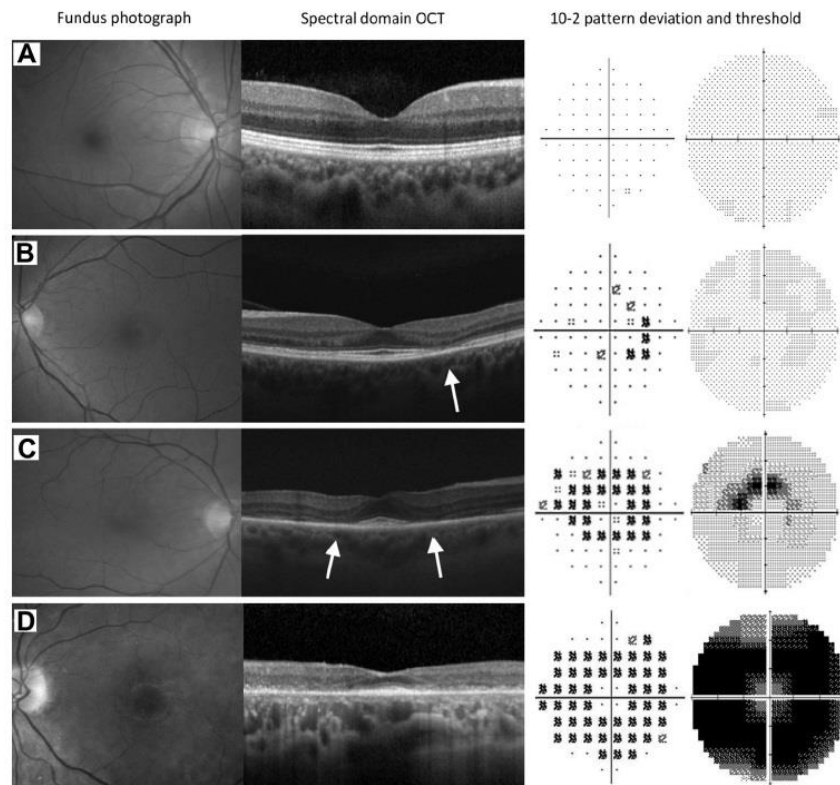 Fundus photograph Spectral domain OCT 10-2 pattern deviation and threshold
A
B
C
D